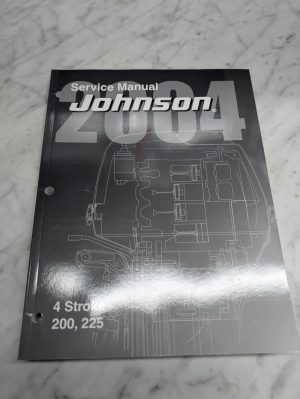 2004
Service Manual
Johnson
4 Stroke
200, 225